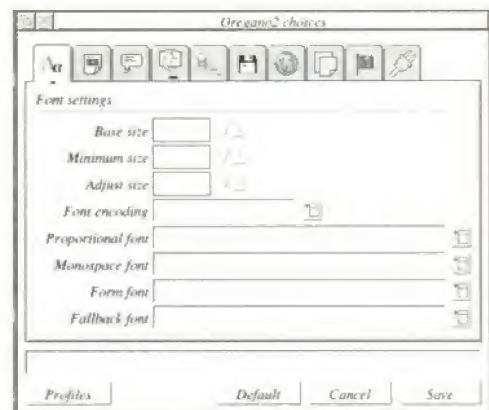 Oregano2 choices
Aa
Font settings
Base size
Minimum size
Adjust size
Font encoding
Proportional font
Monospace font
Form font
Fallback font
Profiles Default Cancel Save